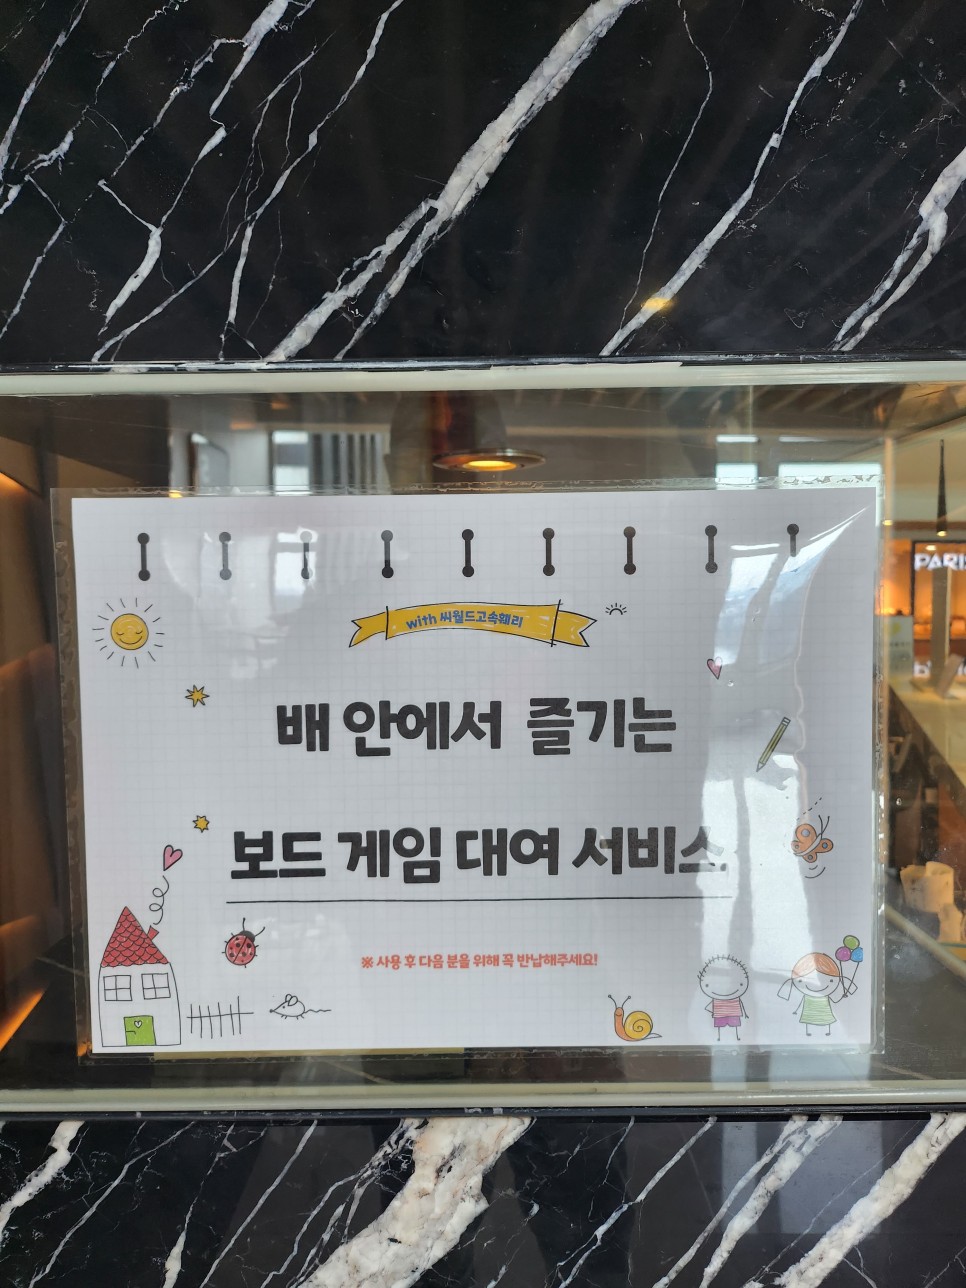 with 씨월드고속훼리
배 안에서 즐기는
보드 게임 대여 서비스
※ 사용 후 다음 분을 위해 꼭 반납해주세요!